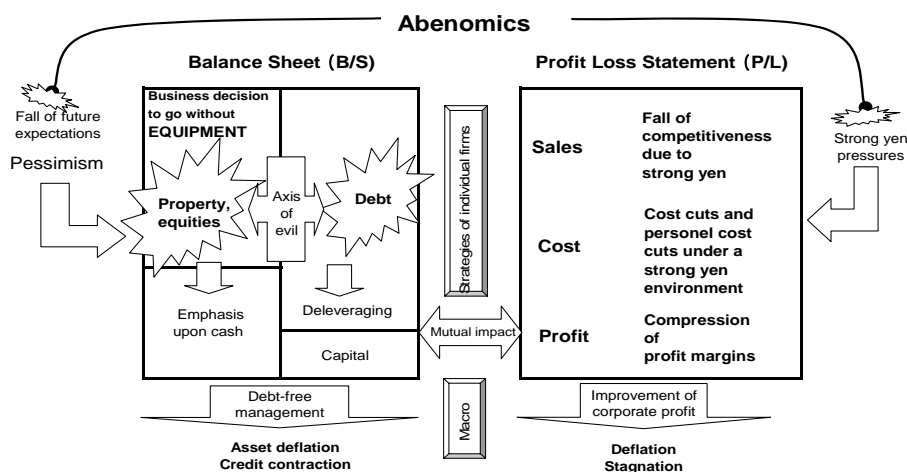 Abenomics
Balance Sheet (B/S)
Profit Loss Statement (P/L)
Fall of future
expectations
Pessimism
Business decision
to go without
EQUIPMENT
Property,
equities
Axis
of
evil
Debt
Emphasis
upon cash
Deleveraging
Capital
Strategies of individual firms
Mutual impact
Macro
Sales
Fall of
competitiveness
due to
strong yen
Cost
Cost cuts and
personel cost
cuts under a
strong yen
environment
Profit
Compression
of
profit margins
Strong yen
pressures
Debt-free
management
Asset deflation
Credit contraction
Improvement of
corporate profit
Deflation
Stagnation